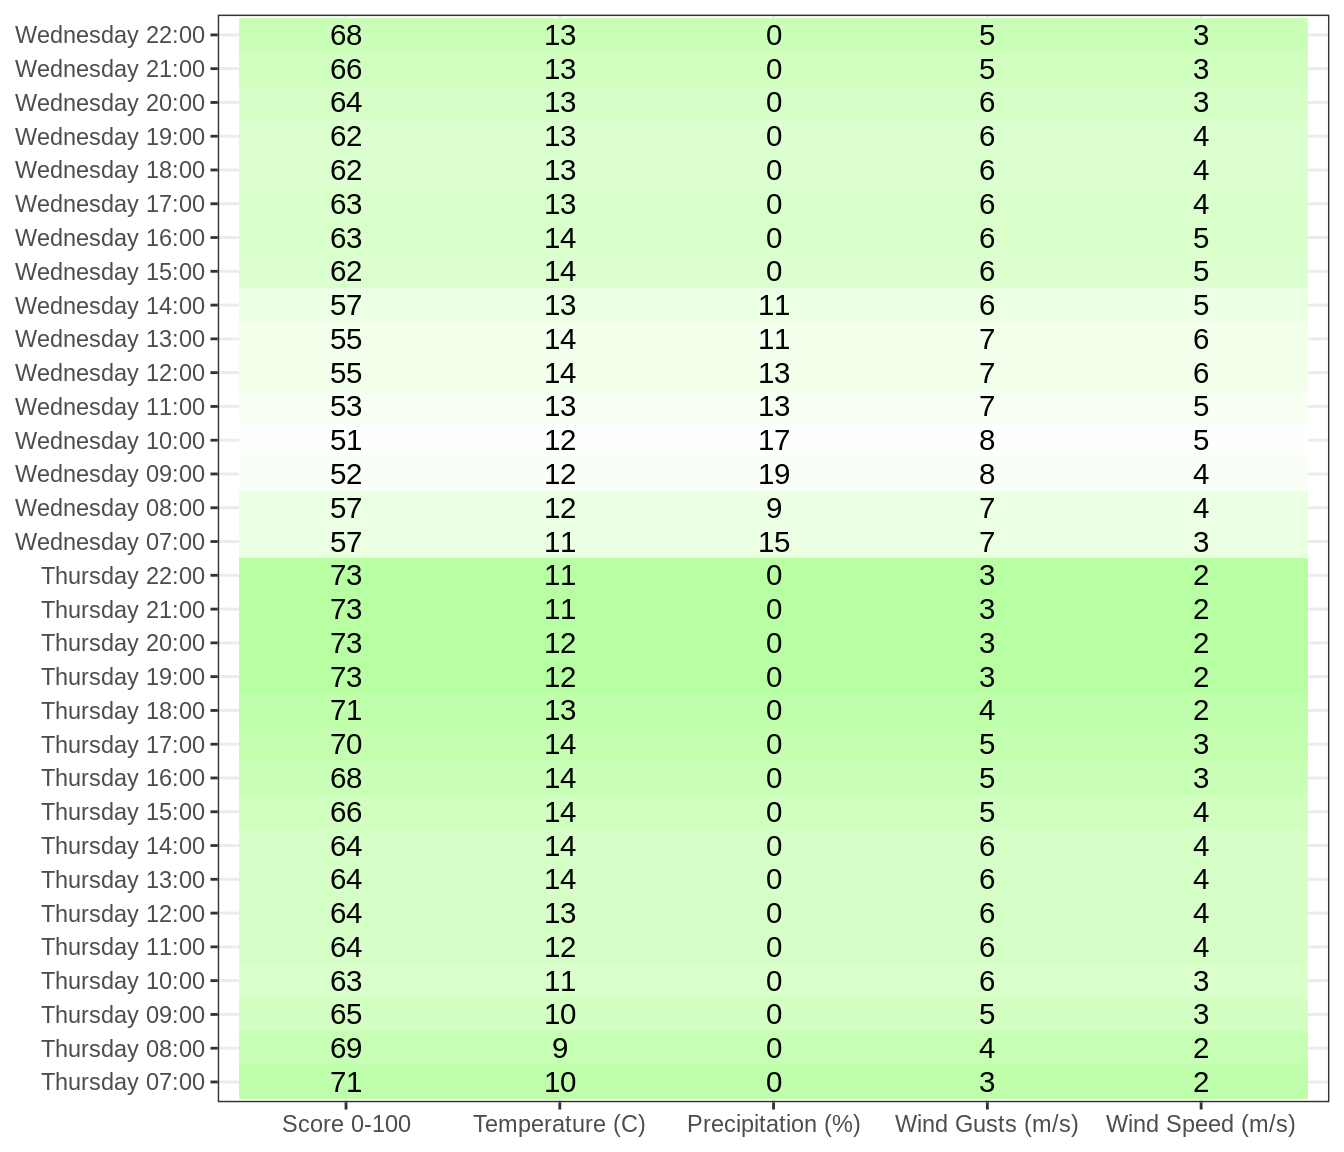 Wednesday 22:00 68 13 0 5 3
Wednesday 21:00 66 13 0 5 3
Wednesday 20:00 64 13 0 6 3
Wednesday 19:00 62 13 0 6 4
Wednesday 18:00 62 13 0 6 4
Wednesday 17:00 63 13 0 6 4
Wednesday 16:00 63 14 0 6 5
Wednesday 15:00 62 14 0 6 5
Wednesday 14:00 57 13 11 6 5
Wednesday 13:00 55 14 11 7 6
Wednesday 12:00 55 14 13 7 6
Wednesday 11:00 53 13 13 7 5
Wednesday 10:00 51 12 17 8 5
Wednesday 09:00 52 12 19 8 4
Wednesday 08:00 57 12 9 7 4
Wednesday 07:00 57 11 15 7 3
Thursday 22:00 73 11 0 3 2
Thursday 21:00 73 11 0 3 2
Thursday 20:00 73 12 0 3 2
Thursday 19:00 73 12 0 3 2
Thursday 18:00 71 13 0 4 2
Thursday 17:00 70 14 0 5 3
Thursday 16:00 68 14 0 5 3
Thursday 15:00 66 14 0 5 4
Thursday 14:00 64 14 0 6 4
Thursday 13:00 64 14 0 6 4
Thursday 12:00 64 13 0 6 4
Thursday 11:00 64 12 0 6 4
Thursday 10:00 63 11 0 6 3
Thursday 09:00 65 10 0 5 3
Thursday 08:00 69 9 0 4 2
Thursday 07:00 71 10 0 3 2
Score 0-100 Temperature (C) Precipitation (%) Wind Gusts (m/s) Wind Speed (m/s)